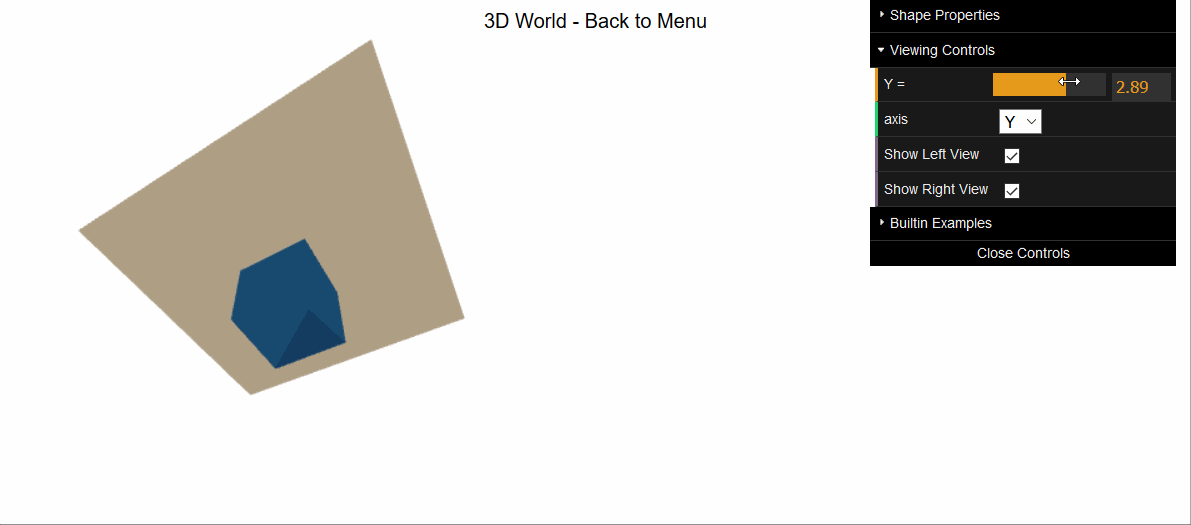 3D World - Back to Menu
Shape Properties
Viewing Controls
Y =
2.89
axis
Y
Show Left View
Show Right View
Builtin Examples
Close Controls